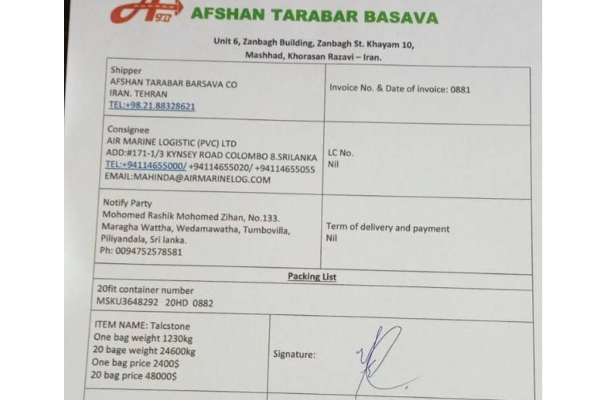 AFSHAN TARABAR BASAVA
Unit 6, Zanbagh Building, Zanbagh St. Khayam 10,
Mashhad, Khorasan Razavi – Iran.
Shipper
AFSHAN TARABAR BARSAVA CO
IRAN. TEHRAN
TEL:+98.21.88328621
Invoice No. & Date of invoice: 0881
Consignee
AIR MARINE LOGISTIC (PVC) LTD
ADD:#171-1/3 KYNSEY ROAD COLOMBO 8.SRILANKA
TEL:+94114655000/ +94114655020/ +94114655055
EMAIL:MAHINDA@AIRMARINELOG.COM
LC No.
Nil
Notify Party
Mohomed Rashik Mohomed Zihan, No.133.
Maragha Wattha, Wedamawatha, Tumbovilla,
Piliyandala, Sri lanka.
Ph: 0094752578581
Term of delivery and payment
Nil
Packing List
20fit container number
MSKU3648292 20HD 0882
ITEM NAME: Talcstone
One bag weight 1230kg
20 bage weight 24600kg
One bag price 2400$
20 bag price 48000$
Signature: